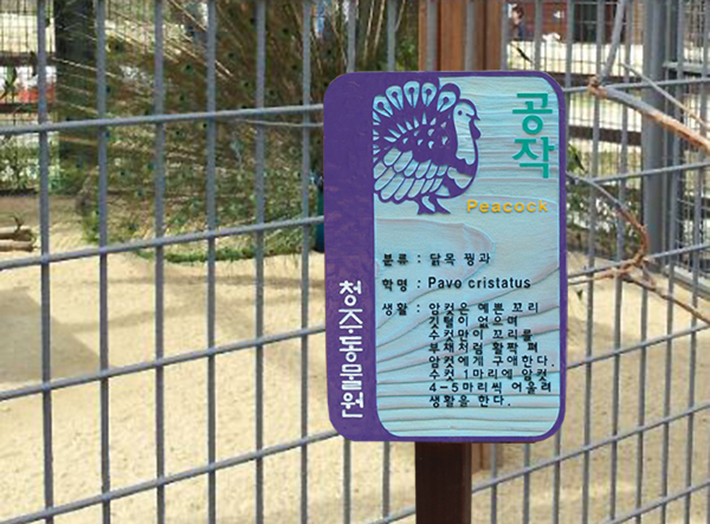 공작
Peacock
분류 : 닭목 꿩과
학명 : Pavo cristatus
생활 : 암컷은 예쁜 꼬리
깃털이 없으며
수컷만이 꼬리를
부채처럼 활짝 펴
암컷에게 구애한다.
수컷 1마리에 암컷
4-5마리씩 어울려
생활을 한다.
청주동물원